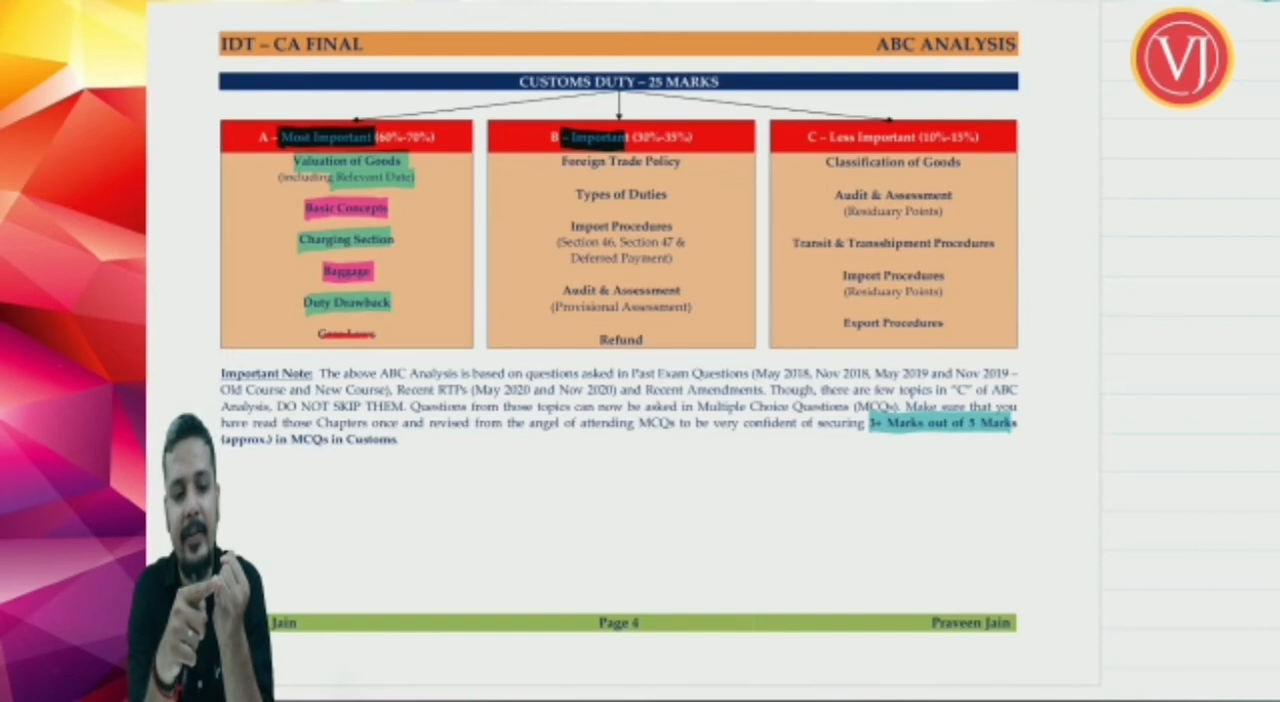 IDT – CA FINAL ABC ANALYSIS
VJ
CUSTOMS DUTY – 25 MARKS
A – Most Important (60%-70%)
Valuation of Goods
(including Relevant Date)
Basic Concepts
Charging Section
Baggage
Duty Drawback
B – Important (30%-35%)
Foreign Trade Policy
Types of Duties
Import Procedures
(Section 46, Section 47 &
Deferred Payment)
Audit & Assessment
(Provisional Assessment)
Refund
C – Less Important (10%-15%)
Classification of Goods
Audit & Assessment
(Residuary Points)
Transit & Transshipment Procedures
Import Procedures
(Residuary Points)
Export Procedures
Important Note: The above ABC Analysis is based on questions asked in Past Exam Questions (May 2018, Nov 2018, May 2019 and Nov 2019 –
Old Course and New Course), Recent RTPs (May 2020 and Nov 2020) and Recent Amendments. Though, there are few topics in “C” of ABC
Analysis, DO NOT SKIP THEM. Questions from those topics can now be asked in Multiple Choice Questions (MCQs). Make sure that you
have read those Chapters once and revised from the angel of attending MCQs to be very confident of securing 3+ Marks out of 5 Marks
(approx.) in MCQs in Customs.
Jain Page 4 Praveen Jain